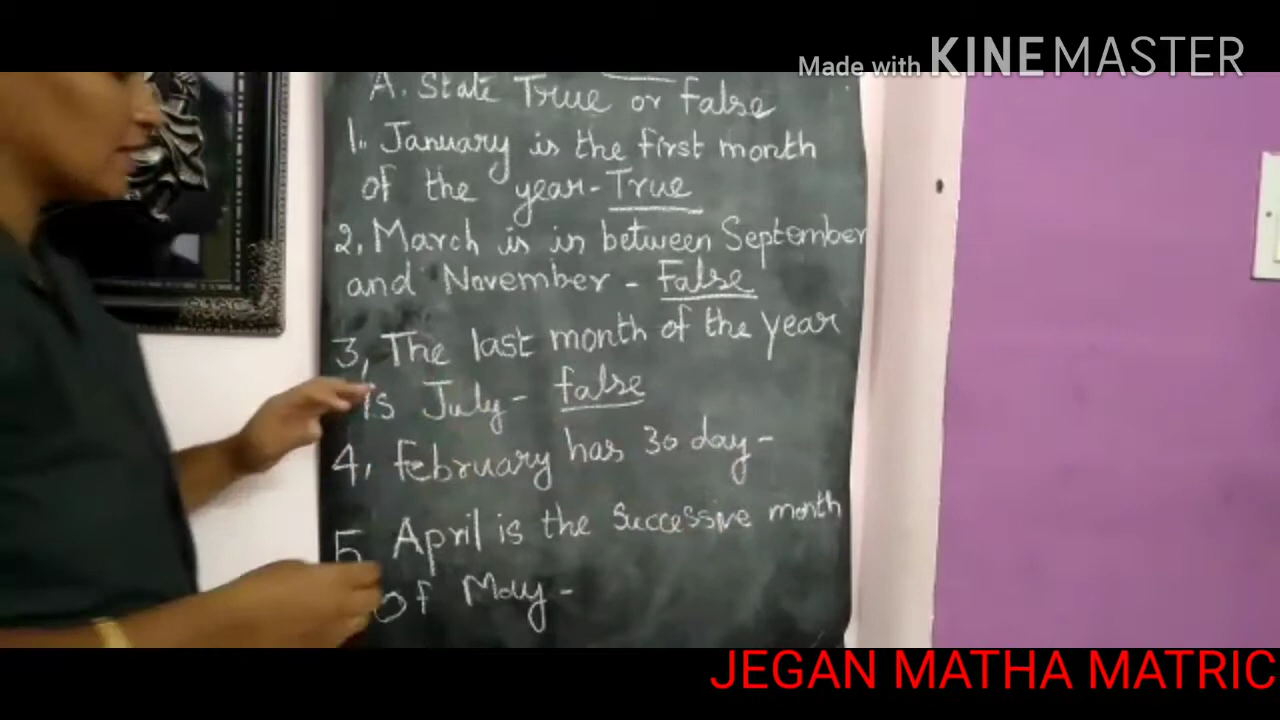 Made with KINEMASTER
A. State True or false
1.. January is the first month
of the year - True
2, March is in between September
and November - False
3, The last month of the year
is July - false
4, february has 30 day -
5 April is the successive month
of May -
JEGAN MATHA MATRIC